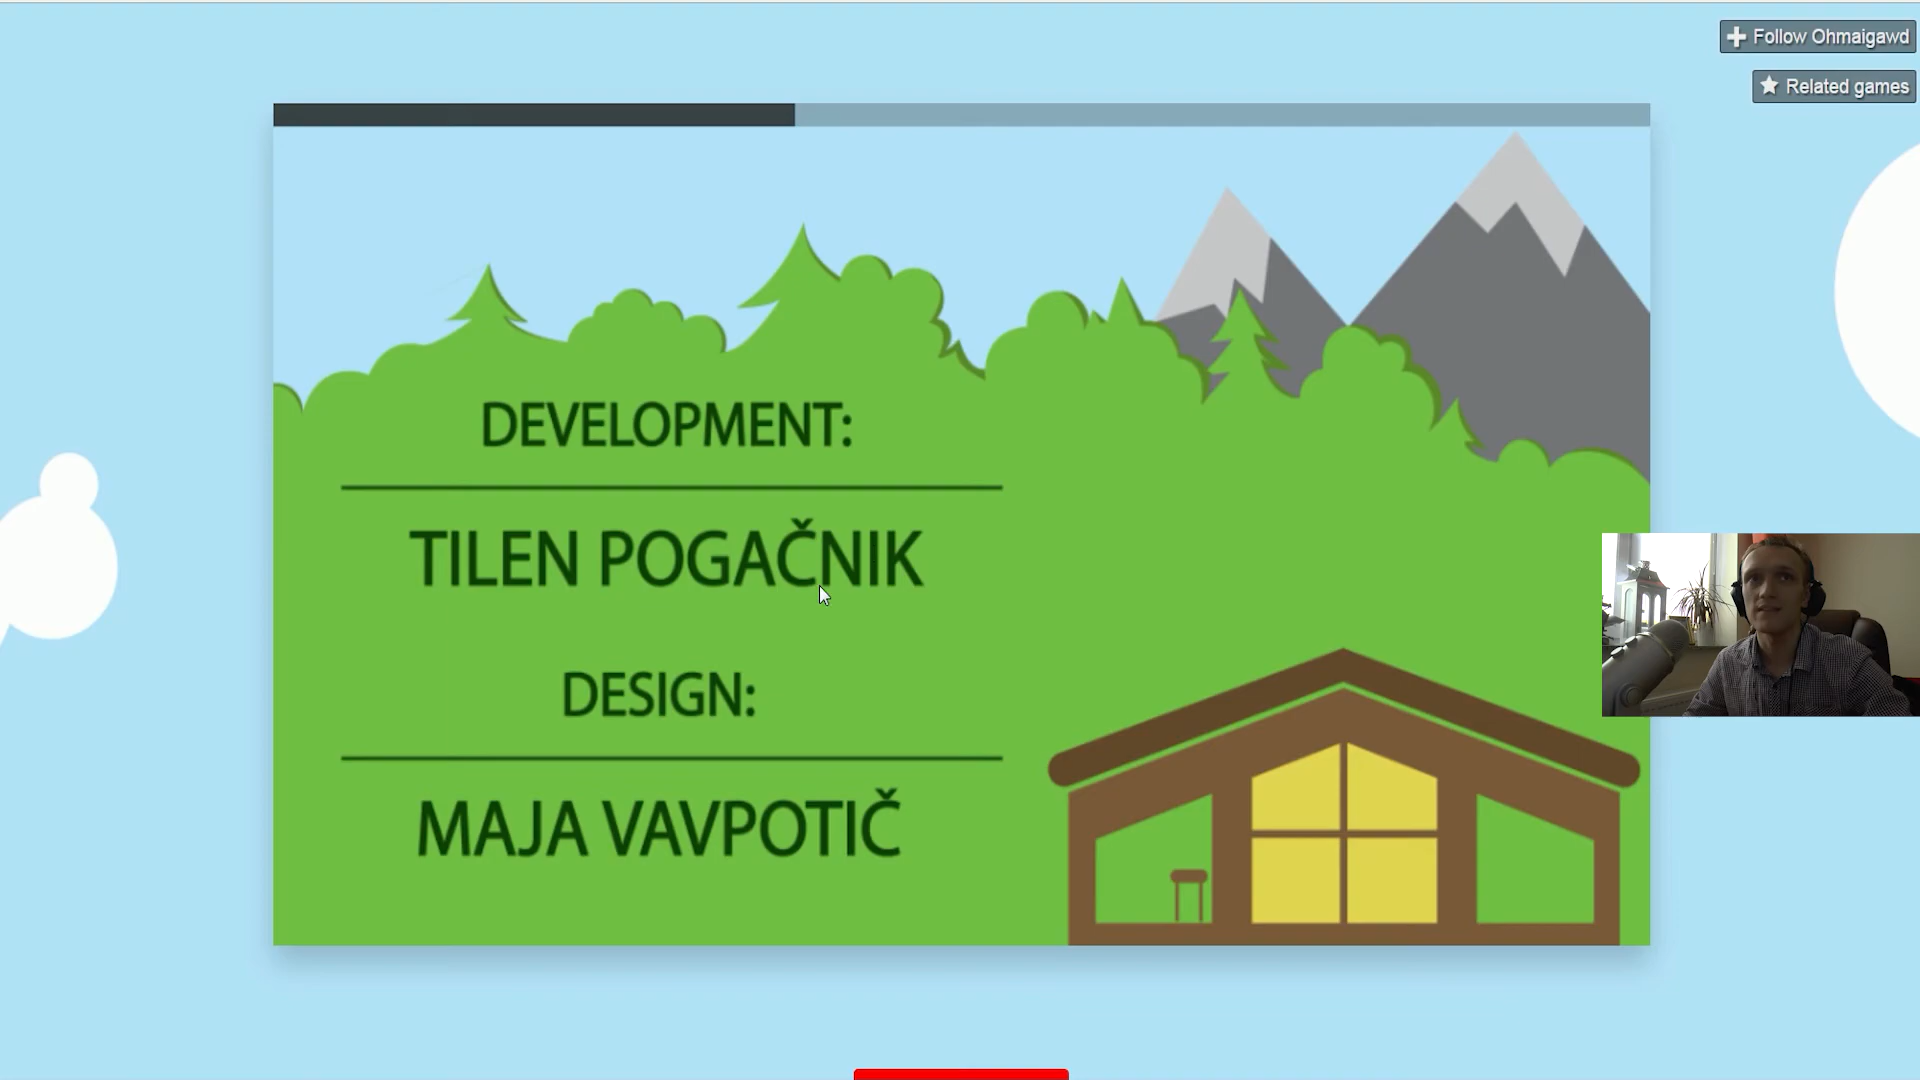 Follow Ohmaigawd
Related games
DEVELOPMENT:
TILEN POGAČNIK
DESIGN:
MAJA VAVPOTIČ